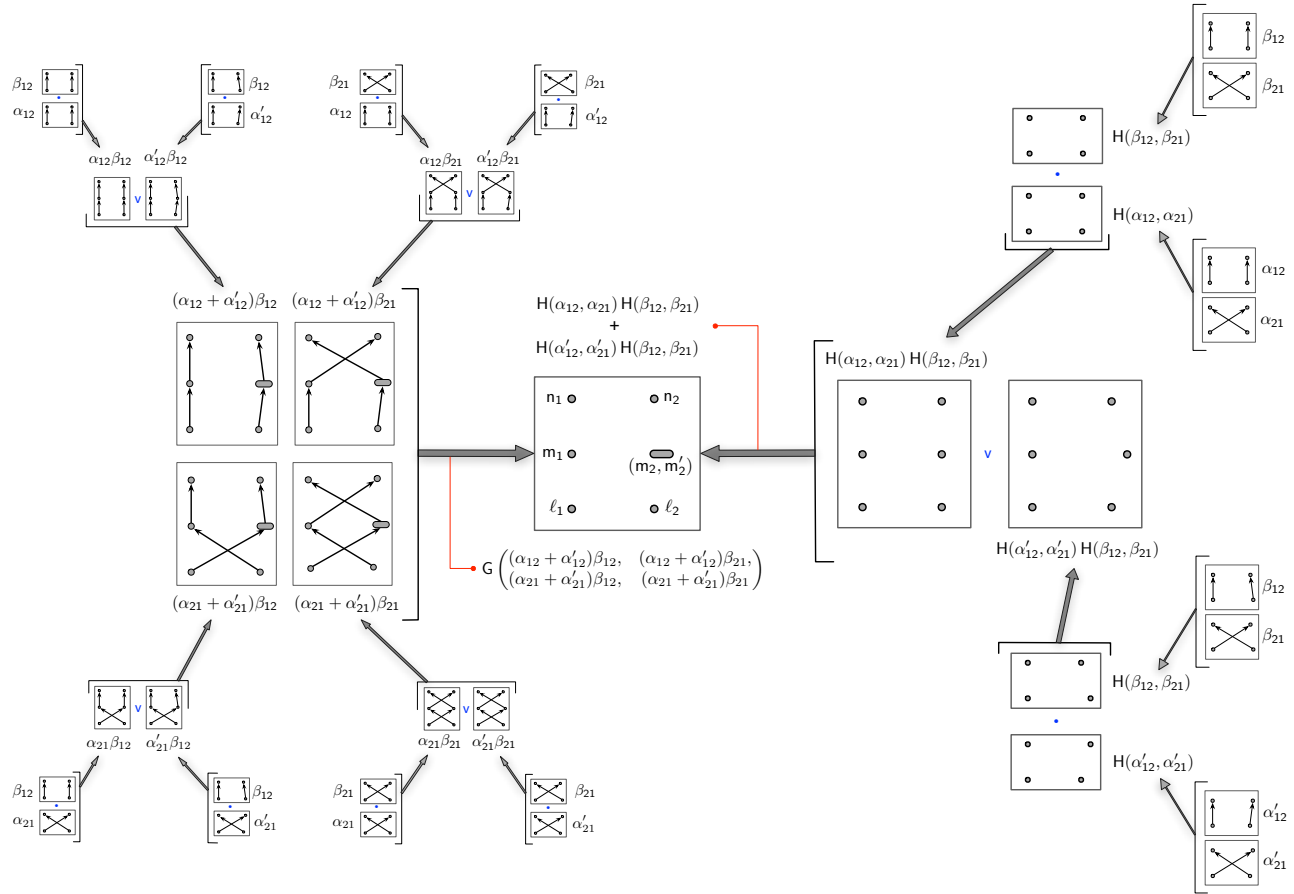 β₁₂
α₁₂
β₁₂
α′₁₂
β₂₁
α₁₂
β₂₁
α′₁₂
α₁₂β₁₂ α′₁₂β₁₂
v
α₁₂β₂₁ α′₁₂β₂₁
v
(α₁₂ + α′₁₂)β₁₂ (α₁₂ + α′₁₂)β₂₁
(α₂₁ + α′₂₁)β₁₂ (α₂₁ + α′₂₁)β₂₁
v
α₂₁β₁₂ α′₂₁β₁₂
v
α₂₁β₂₁ α′₂₁β₂₁
β₁₂
α₂₁
β₁₂
α′₂₁
β₂₁
α₂₁
β₂₁
α′₂₁
H(α₁₂, α₂₁) H(β₁₂, β₂₁)
+
H(α′₁₂, α′₂₁) H(β₁₂, β₂₁)
n₁ n₂
m₁
(m₂, m′₂)
ℓ₁ ℓ₂
G ( (α₁₂ + α′₁₂)β₁₂, (α₁₂ + α′₁₂)β₂₁,
(α₂₁ + α′₂₁)β₁₂, (α₂₁ + α′₂₁)β₂₁ )
β₁₂
β₂₁
H(β₁₂, β₂₁)
H(α₁₂, α₂₁)
α₁₂
α₂₁
H(α₁₂, α₂₁) H(β₁₂, β₂₁)
v
H(α′₁₂, α′₂₁) H(β₁₂, β₂₁)
β₁₂
β₂₁
H(β₁₂, β₂₁)
H(α′₁₂, α′₂₁)
α′₁₂
α′₂₁